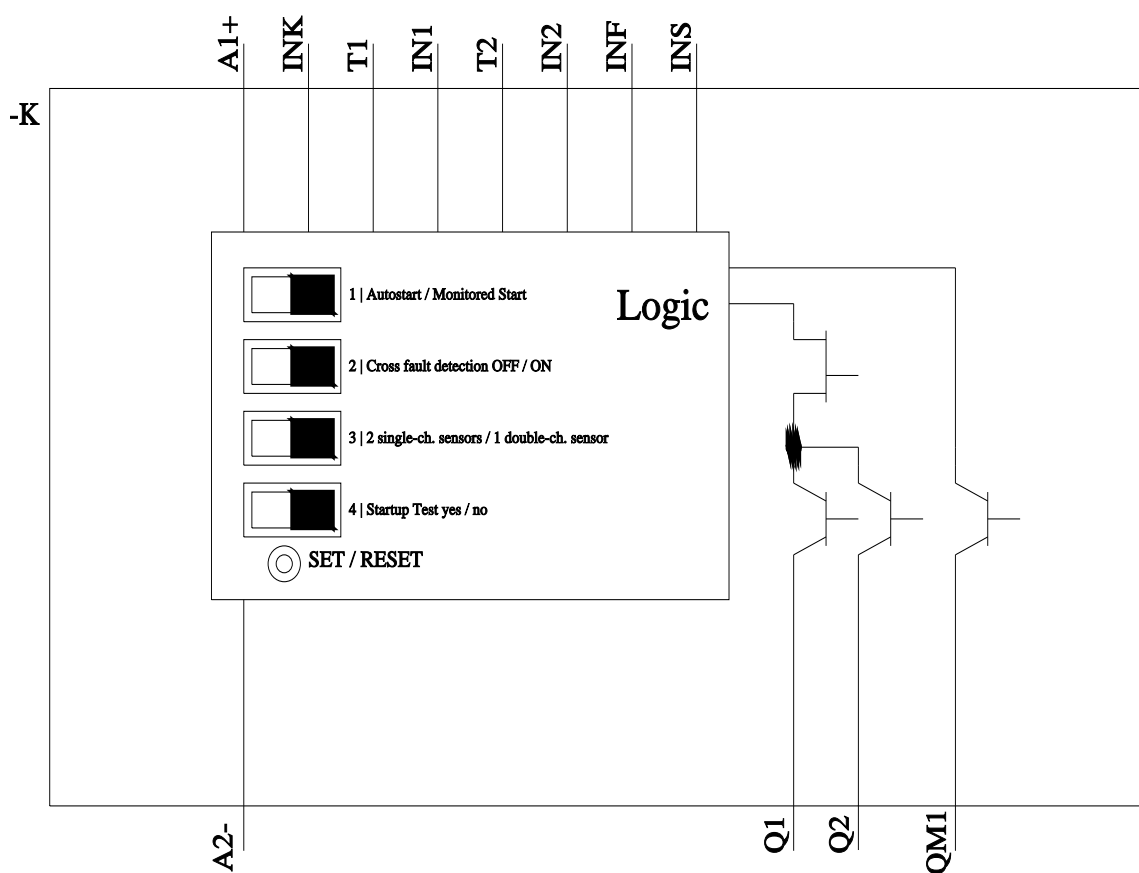 A1+
INK
T1
IN1
T2
IN2
INF
INS
-K
1 | Autostart / Monitored Start
Logic
2 | Cross fault detection OFF / ON
3 | 2 single-ch. sensors / 1 double-ch. sensor
4 | Startup Test yes / no
SET / RESET
A2-
Q1
Q2
QM1